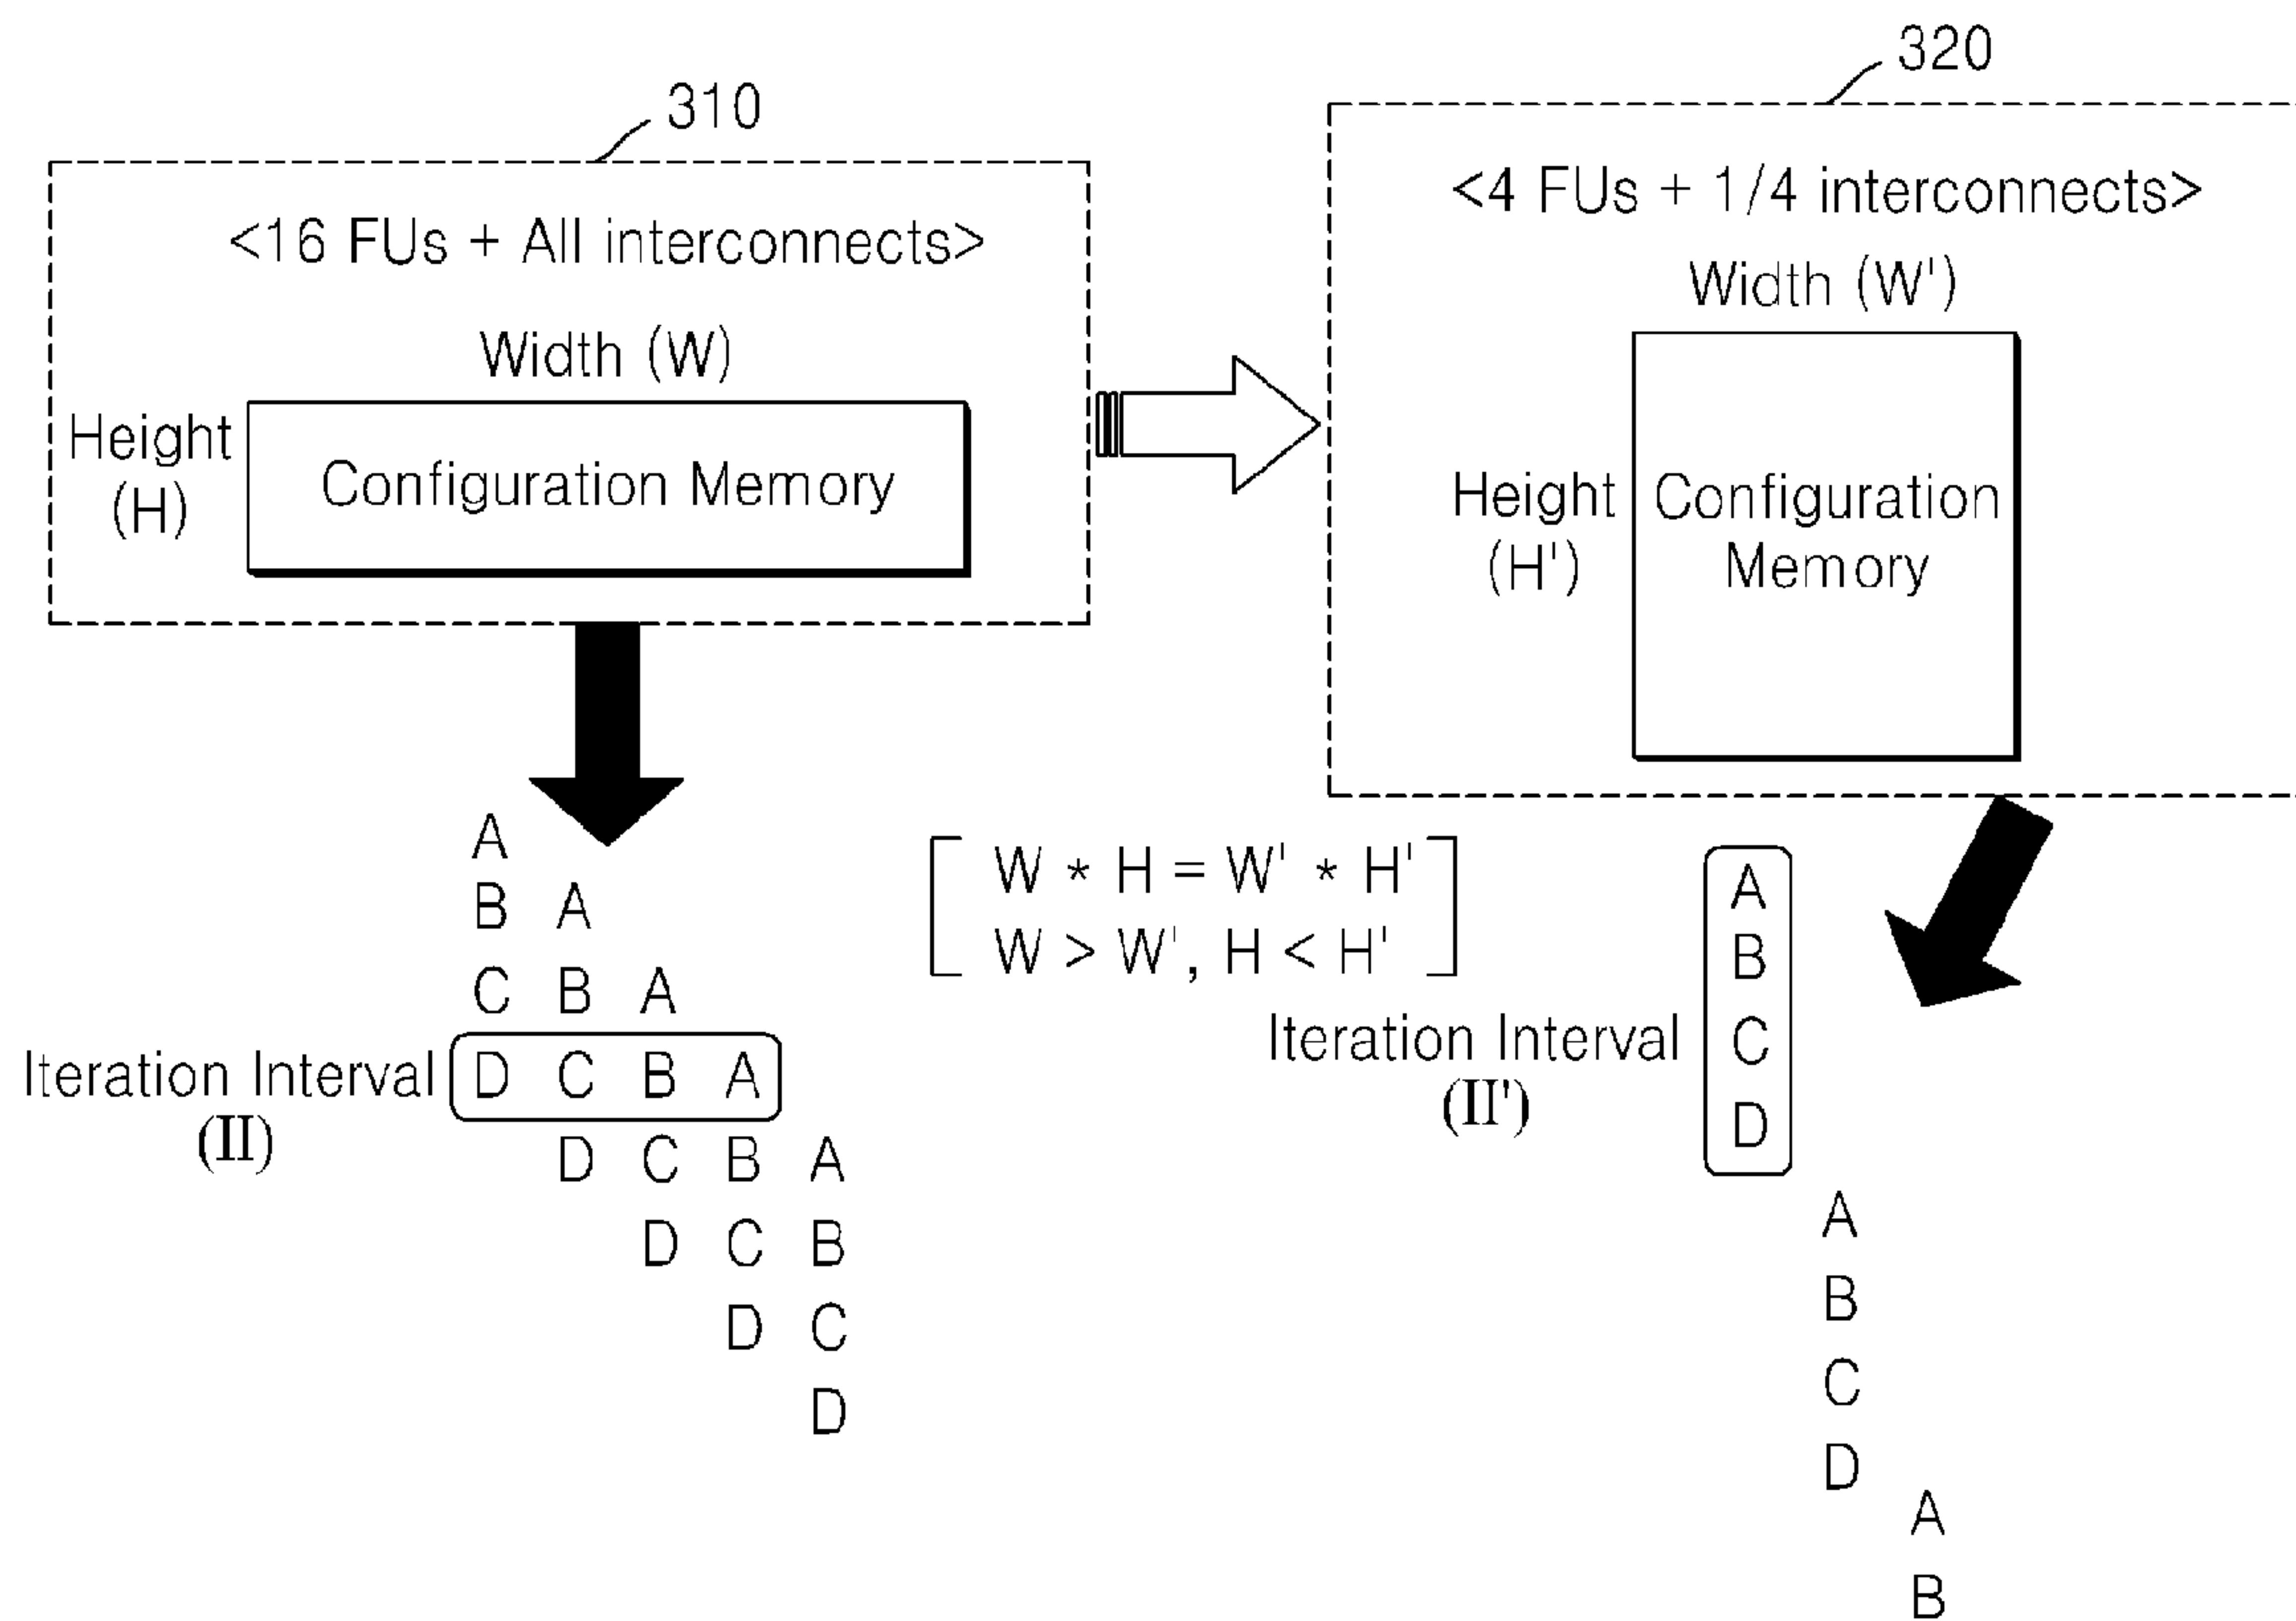 310
<16 FUs + All interconnects>
Width (W)
Height
(H)
Configuration Memory
320
<4 FUs + 1/4 interconnects>
Width (W')
Height
(H')
Configuration
Memory
A
B A
C B A
Iteration Interval
(II)
D C B A
D C B A
D C B
D C
D
W * H = W' * H'
W > W', H < H'
Iteration Interval
(II')
A
B
C
D
A
B
C
D
A
B